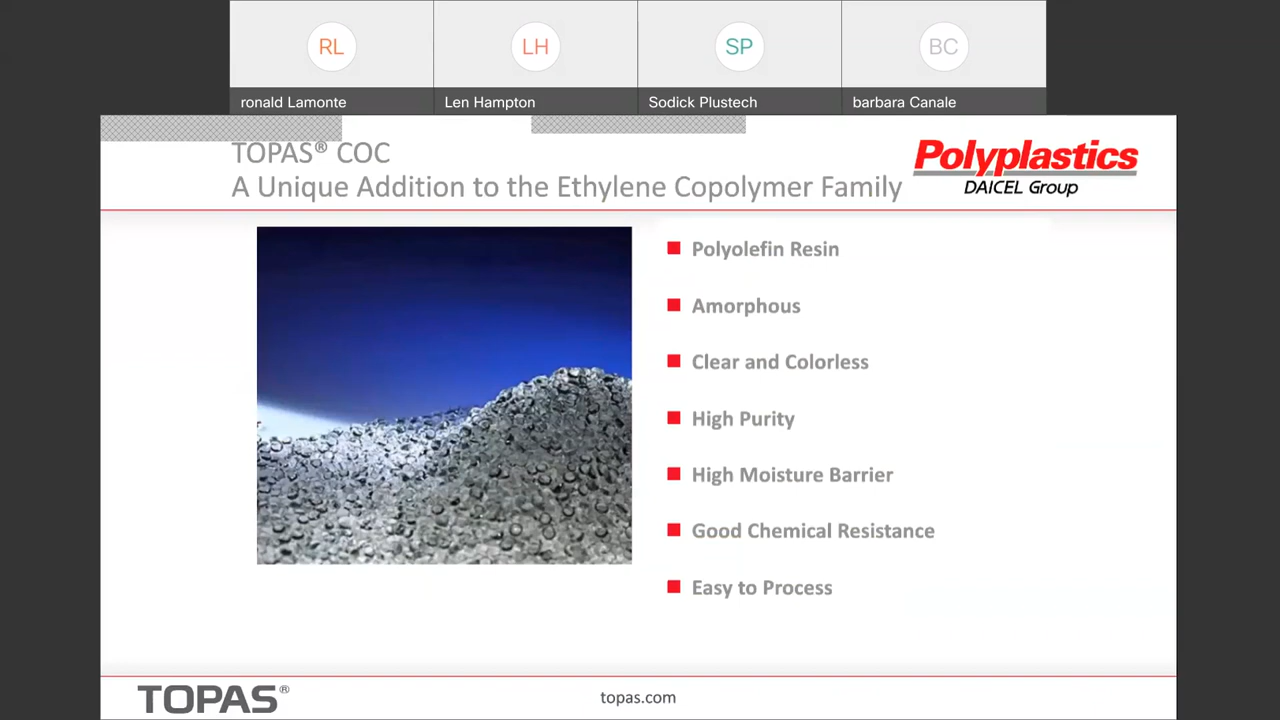 RL
LH
SP
BC
ronald Lamonte
Len Hampton
Sodick Plustech
barbara Canale
TOPAS® COC
A Unique Addition to the Ethylene Copolymer Family
Polyplastics
DAICEL Group
Polyolefin Resin
Amorphous
Clear and Colorless
High Purity
High Moisture Barrier
Good Chemical Resistance
Easy to Process
TOPAS®
topas.com